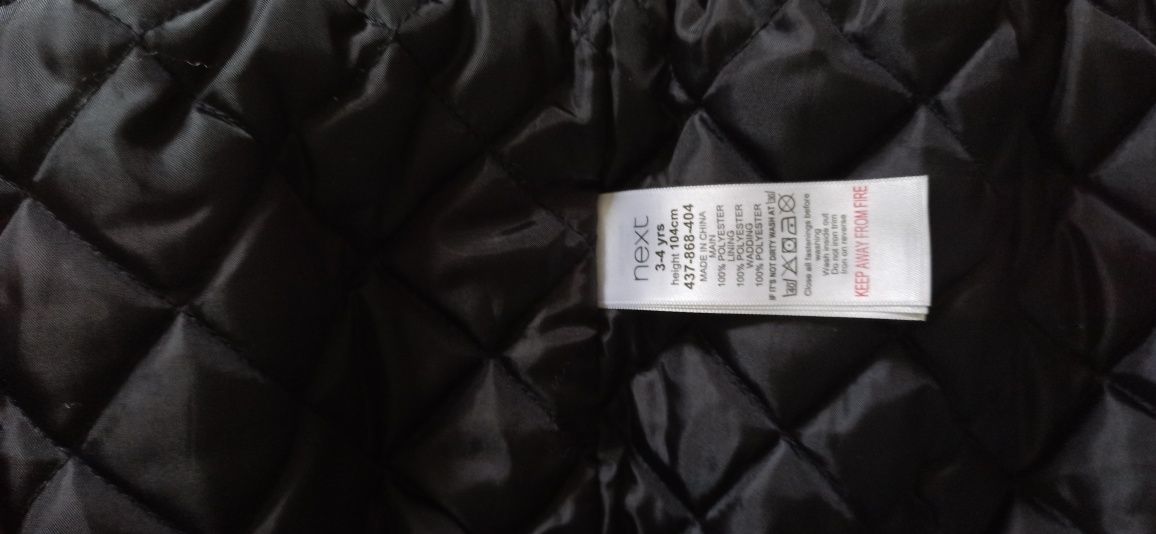 next
3-4 yrs
height 104cm
437-868-404
MADE IN CHINA
MAIN
100% POLYESTER
LINING
100% POLYESTER
WADDING
100% POLYESTER
IF IT'S NOT DIRTY WASH AT
Close all fastenings before
washing
Wash inside out
Do not iron trim
Iron on reverse
KEEP AWAY FROM FIRE